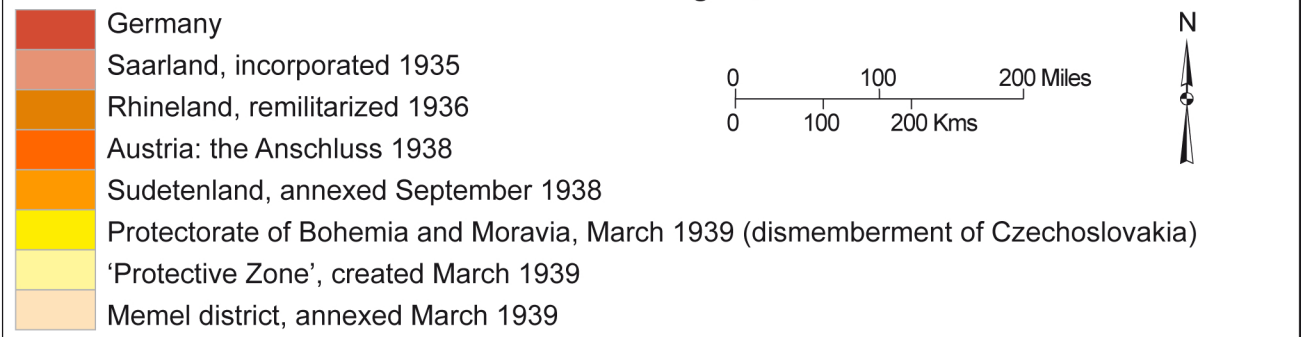 Germany
Saarland, incorporated 1935
Rhineland, remilitarized 1936
Austria: the Anschluss 1938
Sudetenland, annexed September 1938
Protectorate of Bohemia and Moravia, March 1939 (dismemberment of Czechoslovakia)
‘Protective Zone’, created March 1939
Memel district, annexed March 1939
0 100 200 Miles
0 100 200 Kms
N